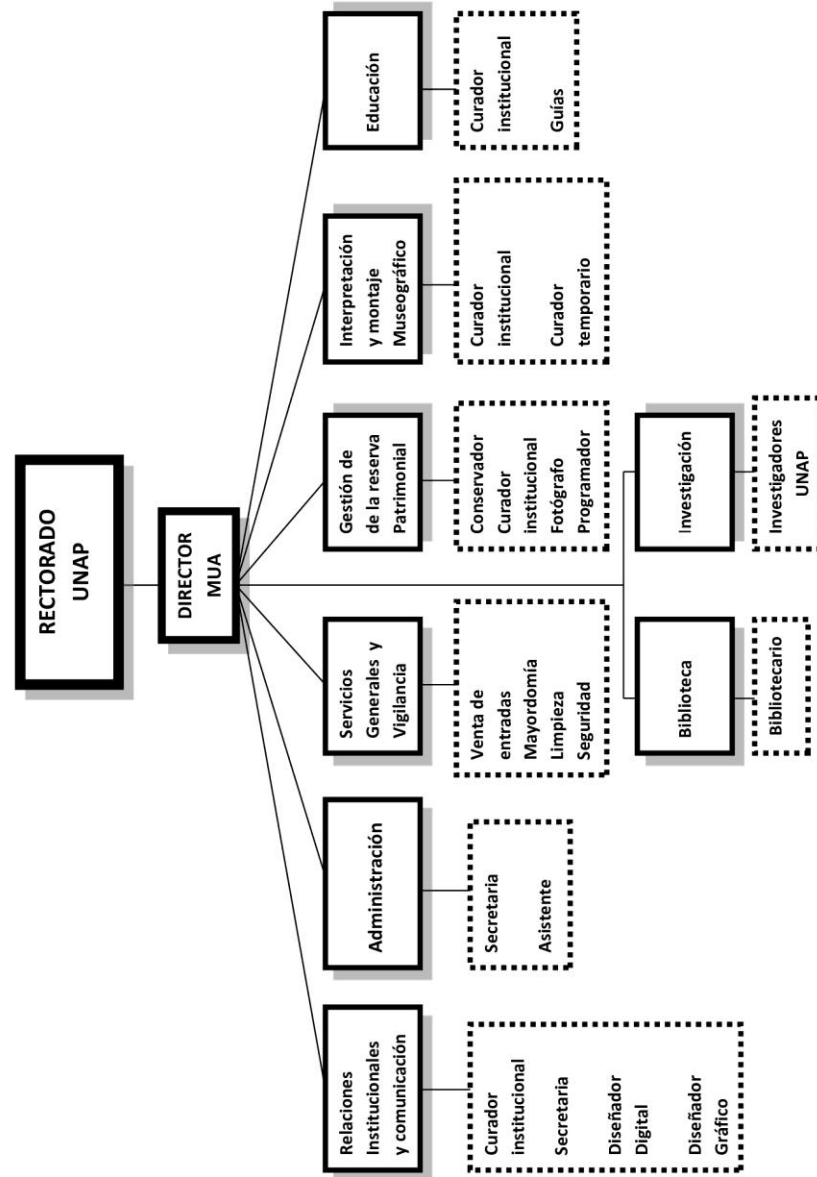 RECTORADO
UNAP
DIRECTOR
MUA
Relaciones
Institucionales
y comunicación
Administración
Servicios
Generales y
Vigilancia
Gestión de
de la reserva
Patrimonial
Interpretación
y montaje
Museográfico
Educación
Curador
institucional
Secretaria
Diseñador
Digital
Diseñador
Gráfico
Secretaria
Asistente
Venta de
entradas
Mayordomía
Limpieza
Seguridad
Conservador
Curador
institucional
Fotógrafo
Programador
Curador
institucional
Curador
temporario
Curador
institucional
Guías
Biblioteca
Investigación
Bibliotecario
Investigadores
UNAP